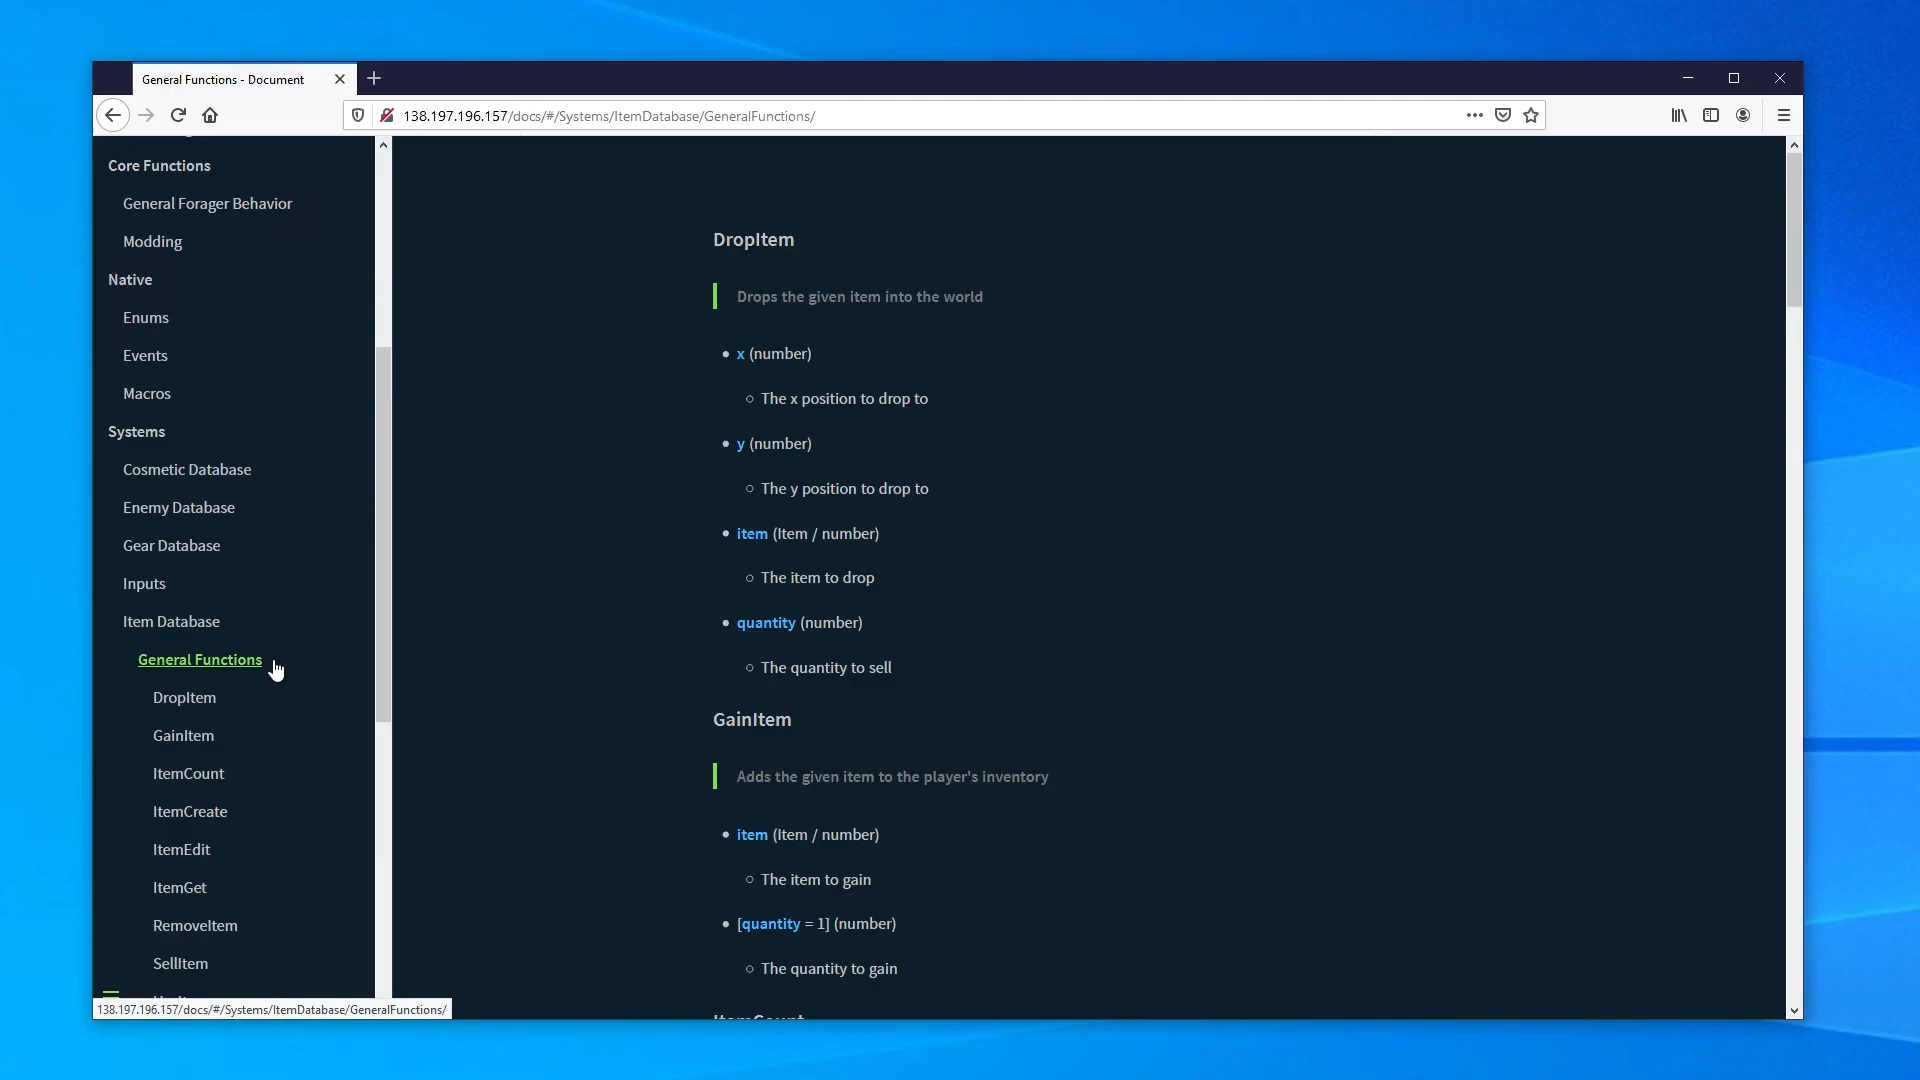 General Functions - Document
138.197.196.157/docs/#/Systems/ItemDatabase/GeneralFunctions/
Core Functions
General Forager Behavior
Modding
Native
Enums
Events
Macros
Systems
Cosmetic Database
Enemy Database
Gear Database
Inputs
Item Database
General Functions
DropItem
GainItem
ItemCount
ItemCreate
ItemEdit
ItemGet
RemoveItem
SellItem
138.197.196.157/docs/#/Systems/ItemDatabase/GeneralFunctions/
DropItem
Drops the given item into the world
x (number)
The x position to drop to
y (number)
The y position to drop to
item (Item / number)
The item to drop
quantity (number)
The quantity to sell
GainItem
Adds the given item to the player's inventory
item (Item / number)
The item to gain
[quantity = 1] (number)
The quantity to gain
ItemCount